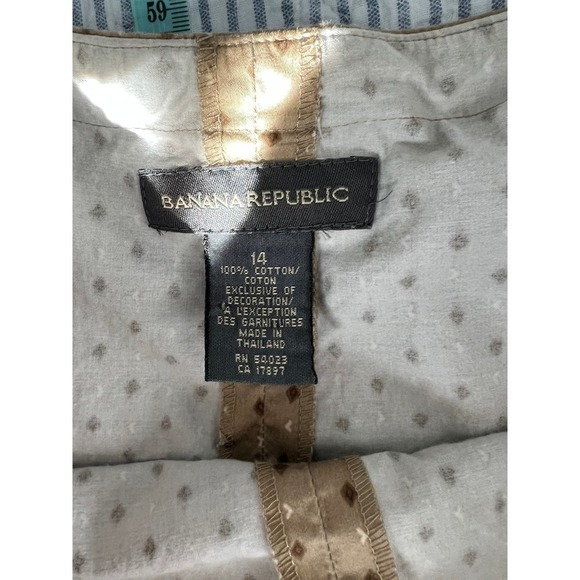 59
BANANA REPUBLIC
14
100% COTTON/
COTON
EXCLUSIVE OF
DECORATION/
A L'EXCEPTION
DES GARNITURES
MADE IN
THAILAND
RN 54023
CA 17897